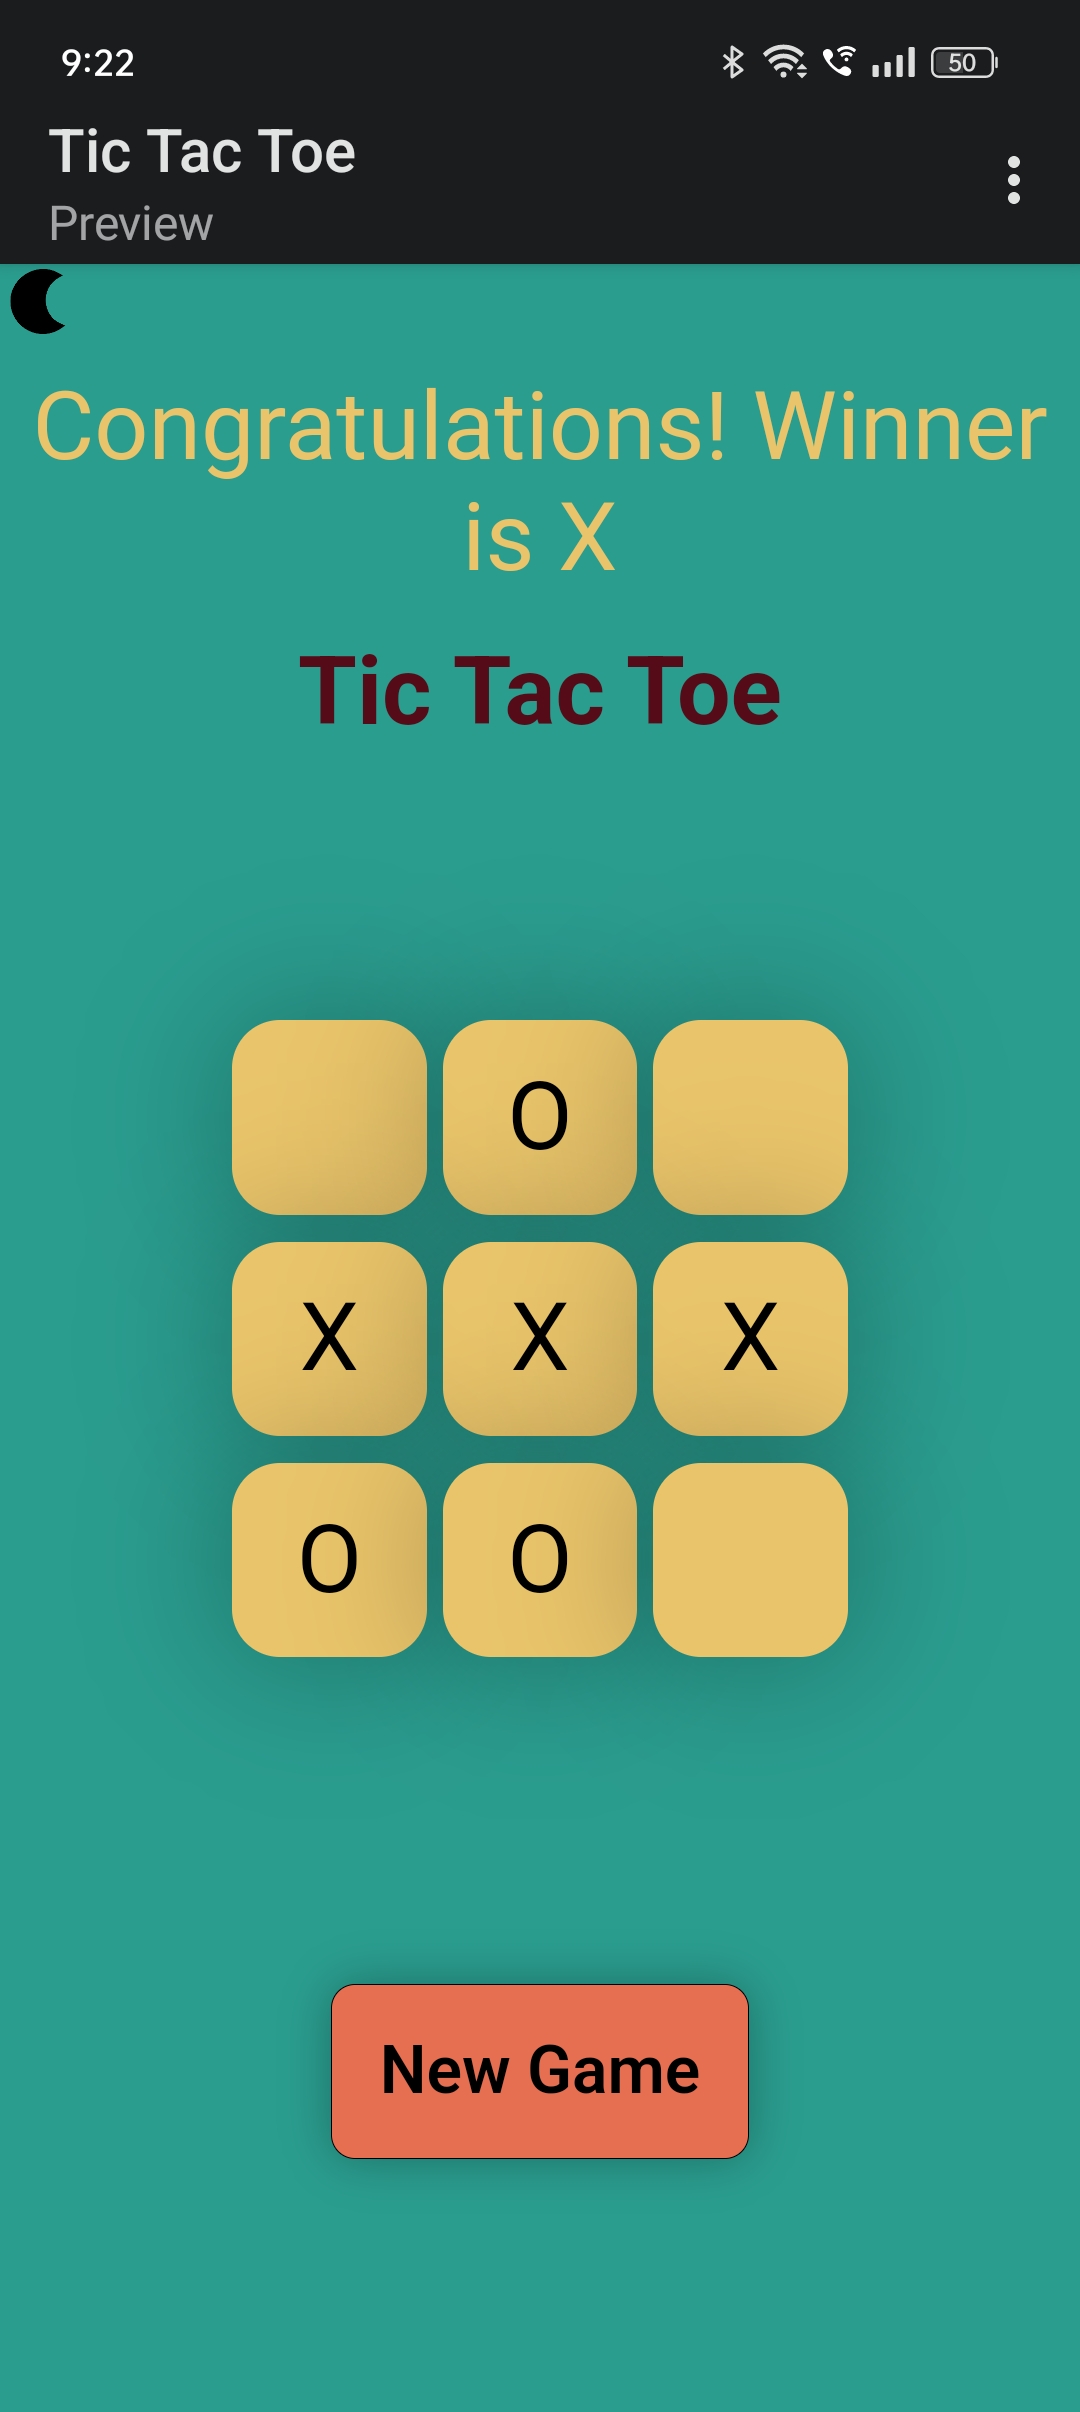 9:22
50
Tic Tac Toe
Preview
Congratulations! Winner
is X
Tic Tac Toe
O
X X X
O O
New Game